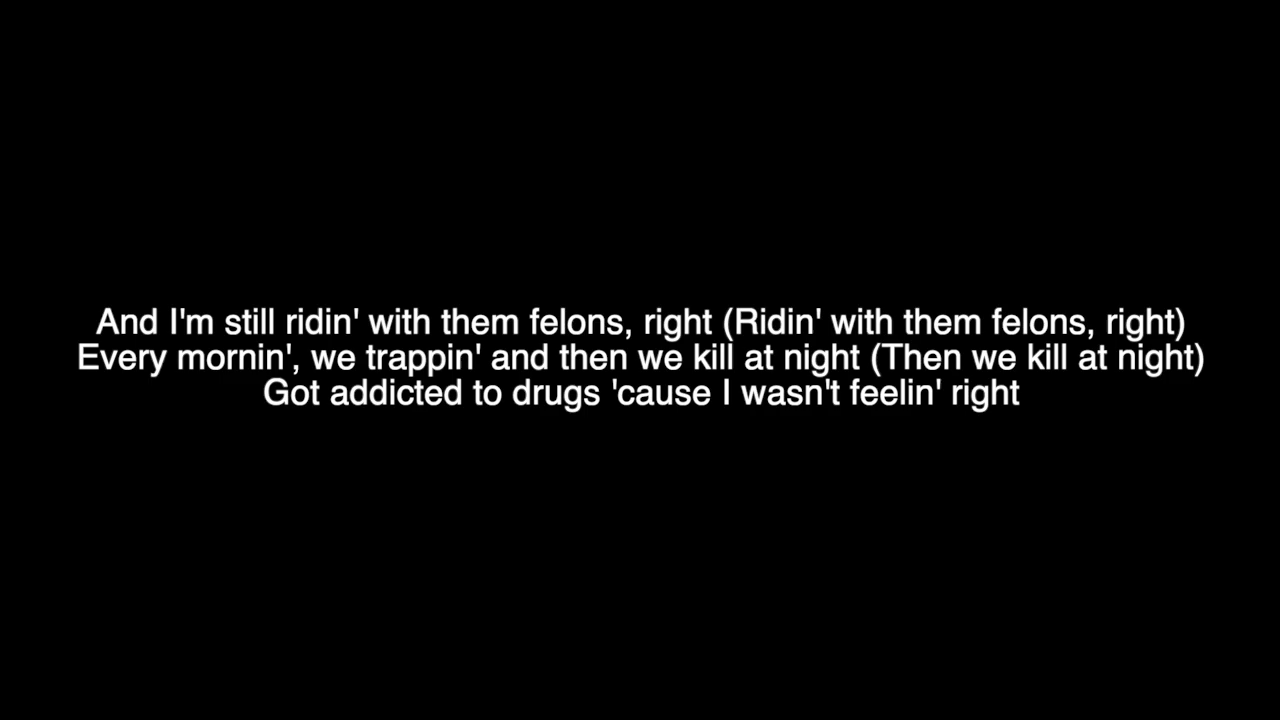 And I'm still ridin' with them felons, right (Ridin' with them felons, right)
Every mornin', we trappin' and then we kill at night (Then we kill at night)
Got addicted to drugs 'cause I wasn't feelin' right